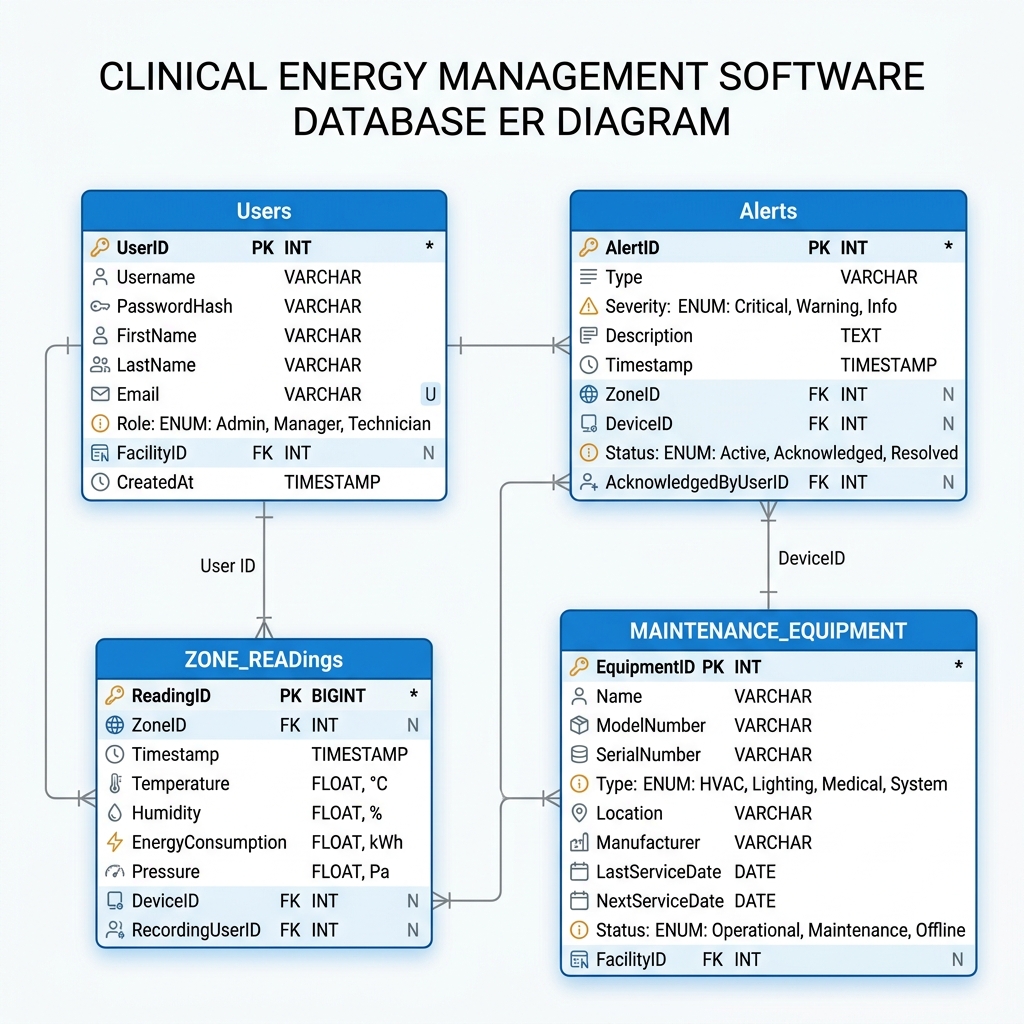 CLINICAL ENERGY MANAGEMENT SOFTWARE
DATABASE ER DIAGRAM
Users
UserID PK INT *
Username VARCHAR
PasswordHash VARCHAR
FirstName VARCHAR
LastName VARCHAR
Email VARCHAR U
Role: ENUM: Admin, Manager, Technician
FacilityID FK INT N
CreatedAt TIMESTAMP
Alerts
AlertID PK INT *
Type VARCHAR
Severity: ENUM: Critical, Warning, Info
Description TEXT
Timestamp TIMESTAMP
ZoneID FK INT N
DeviceID FK INT N
Status: ENUM: Active, Acknowledged, Resolved
AcknowledgedByUserID FK INT N
User ID
DeviceID
ZONE_READings
ReadingID PK BIGINT *
ZoneID FK INT N
Timestamp TIMESTAMP
Temperature FLOAT, °C
Humidity FLOAT, %
EnergyConsumption FLOAT, kWh
Pressure FLOAT, Pa
DeviceID FK INT N
RecordingUserID FK INT N
MAINTENANCE_EQUIPMENT
EquipmentID PK INT *
Name VARCHAR
ModelNumber VARCHAR
SerialNumber VARCHAR
Type: ENUM: HVAC, Lighting, Medical, System
Location VARCHAR
Manufacturer VARCHAR
LastServiceDate DATE
NextServiceDate DATE
Status: ENUM: Operational, Maintenance, Offline
FacilityID FK INT N